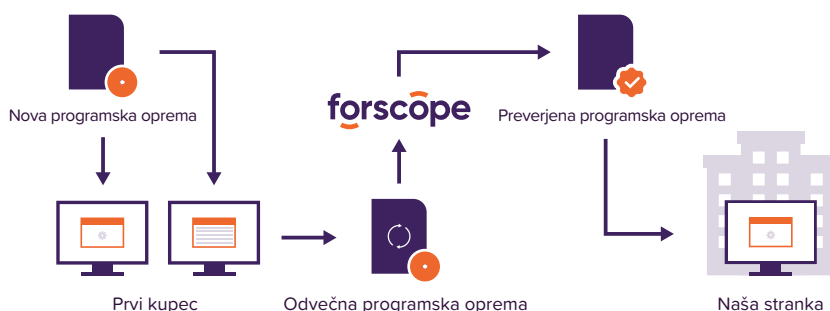 Nova programska oprema
forscope
Preverjena programska oprema
Prvi kupec
Odvečna programska oprema
Naša stranka